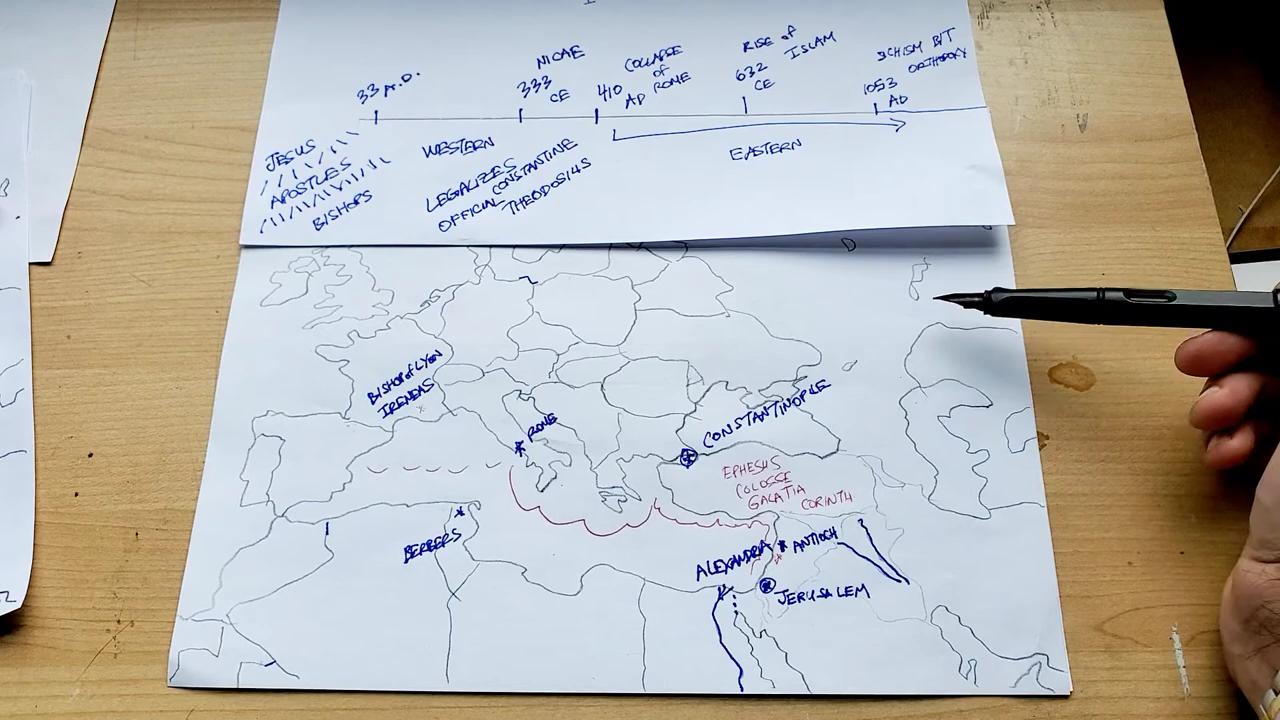 33 A.D.
NICAE
333
CE
COLLAPSE
OF
ROME
410
AD
RISE of
ISLAM
632
CE
SCHISM BIT
ORTHODOXY
1053
AD
JESUS
APOSTLES
BISHOPS
WESTERN
LEGALIZES
OFFICIAL CONSTANTINE
THEODOSIUS
EASTERN
BISHOP of LYON
IRENEAS
ROME
CONSTANTINOPLE
EPHESUS
COLOSSE
GALATIA
CORINTH
BERBERS
ALEXANDRIA
ANTIOCH
JERUSALEM